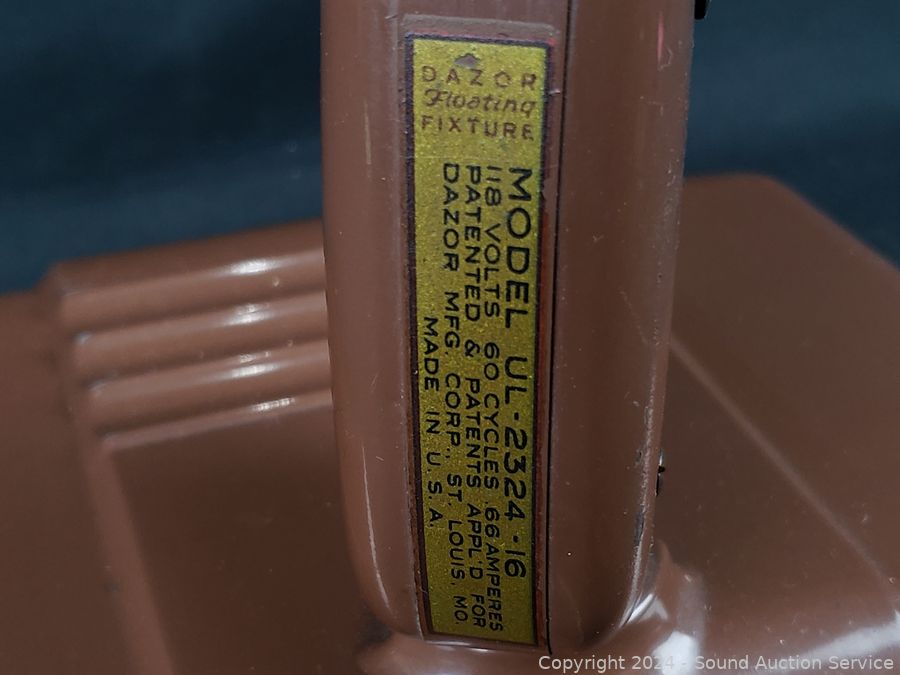 DAZOR
Floating
FIXTURE
MODEL UL-2324-16
118 VOLTS 60 CYCLES .66 AMPERES
PATENTED & PATENTS APPL'D FOR
DAZOR MFG. CORP., ST. LOUIS, MO.
MADE IN U.S.A.
Copyright 2024 - Sound Auction Service